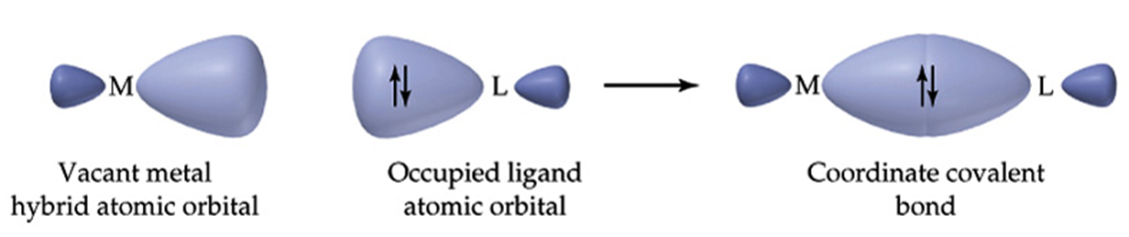 M
L
M
L
Vacant metal
hybrid atomic orbital
Occupied ligand
atomic orbital
Coordinate covalent
bond